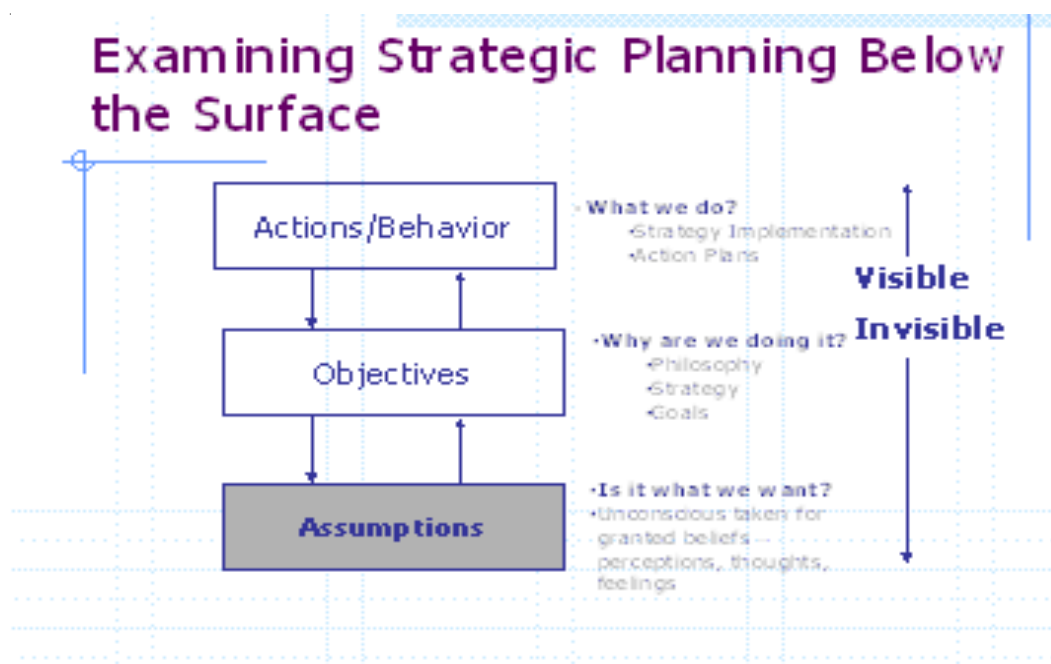 Examining Strategic Planning Below
the Surface
Actions/Behavior
What we do?
•Strategy Implementation
•Action Plans
Visible
Invisible
Objectives
•Why are we doing it?
•Philosophy
•Strategy
•Goals
Assumptions
•Is it what we want?
•Unconscious taken for
granted beliefs –
perceptions, thoughts,
feelings